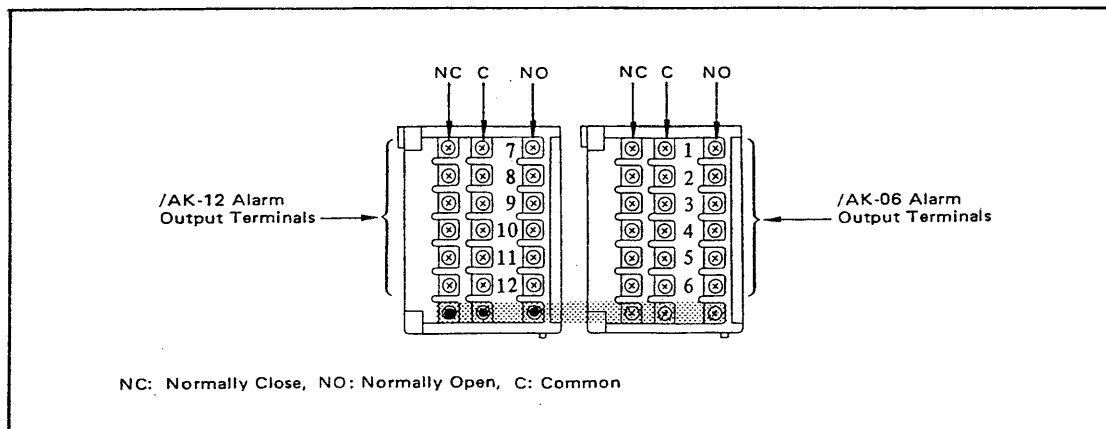 NC C NO NC C NO
7 1
8 2
/AK-12 Alarm
Output Terminals
9 3
/AK-06 Alarm
Output Terminals
10 4
11 5
12 6
NC: Normally Close, NO: Normally Open, C: Common